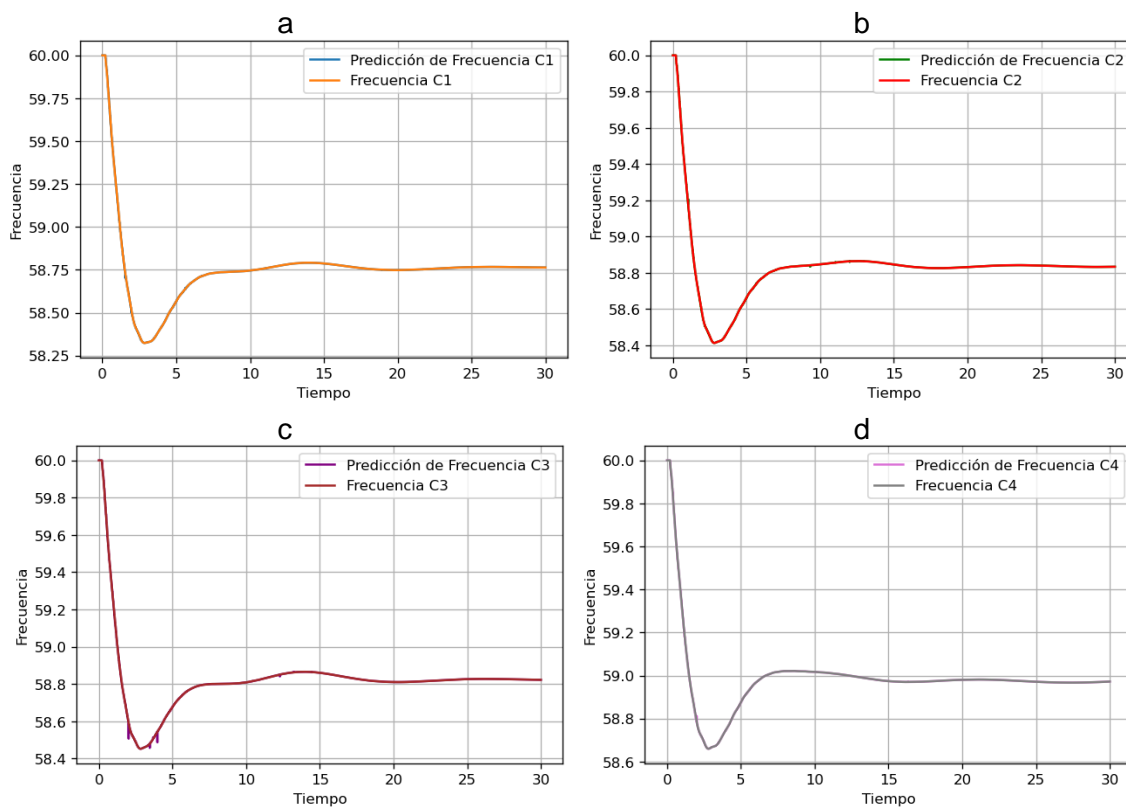 a
Predicción de Frecuencia C1
Frecuencia C1
60.00
59.75
59.50
59.25
59.00
58.75
58.50
58.25
Frecuencia
0 5 10 15 20 25 30
Tiempo
b
Predicción de Frecuencia C2
Frecuencia C2
60.0
59.8
59.6
59.4
59.2
59.0
58.8
58.6
58.4
Frecuencia
0 5 10 15 20 25 30
Tiempo
c
Predicción de Frecuencia C3
Frecuencia C3
60.0
59.8
59.6
59.4
59.2
59.0
58.8
58.6
58.4
Frecuencia
0 5 10 15 20 25 30
Tiempo
d
Predicción de Frecuencia C4
Frecuencia C4
60.0
59.8
59.6
59.4
59.2
59.0
58.8
58.6
Frecuencia
0 5 10 15 20 25 30
Tiempo